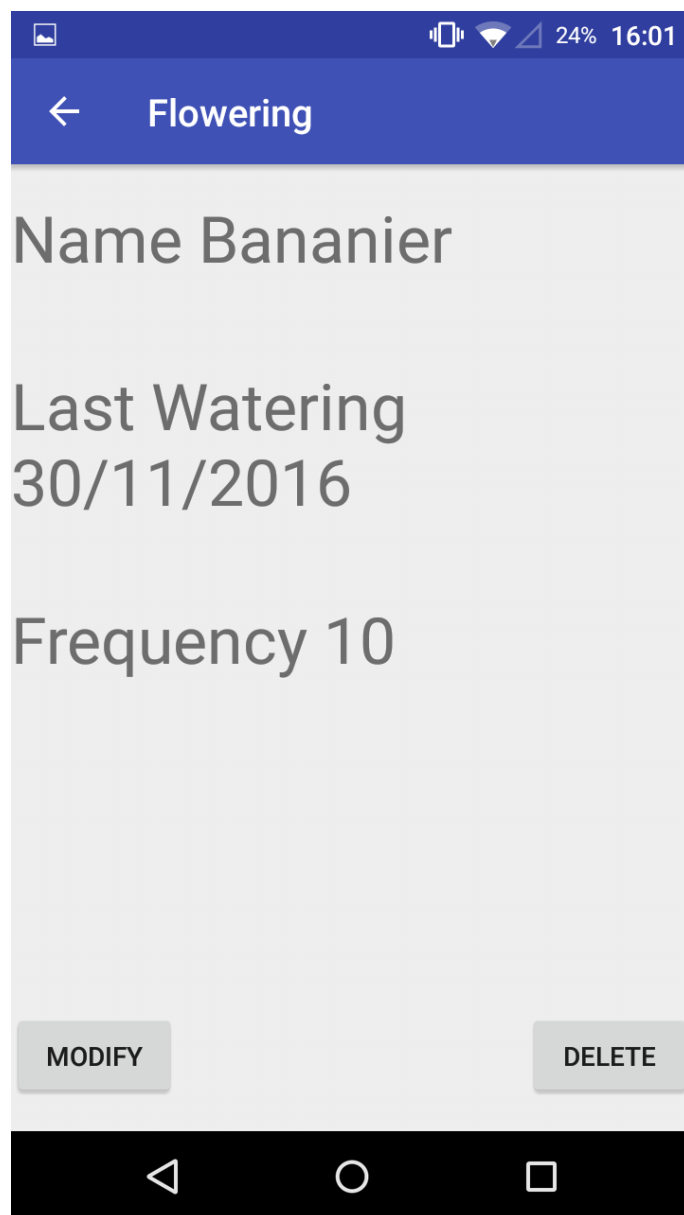 24% 16:01
Flowering
Name Bananier
Last Watering
30/11/2016
Frequency 10
MODIFY DELETE